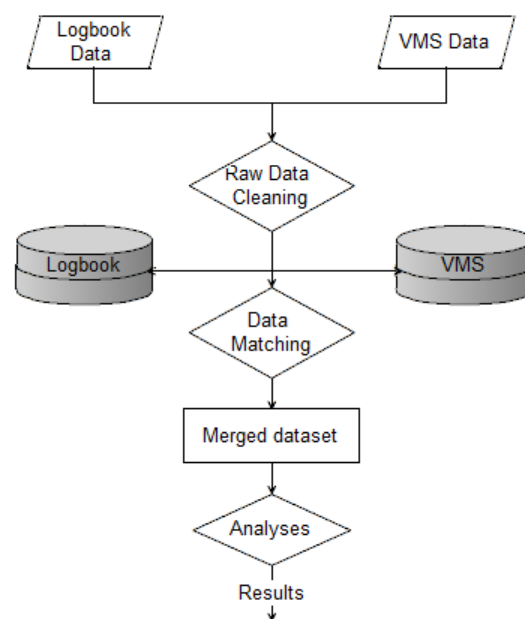 Logbook
Data
VMS Data
Raw Data
Cleaning
Logbook
VMS
Data
Matching
Merged dataset
Analyses
Results